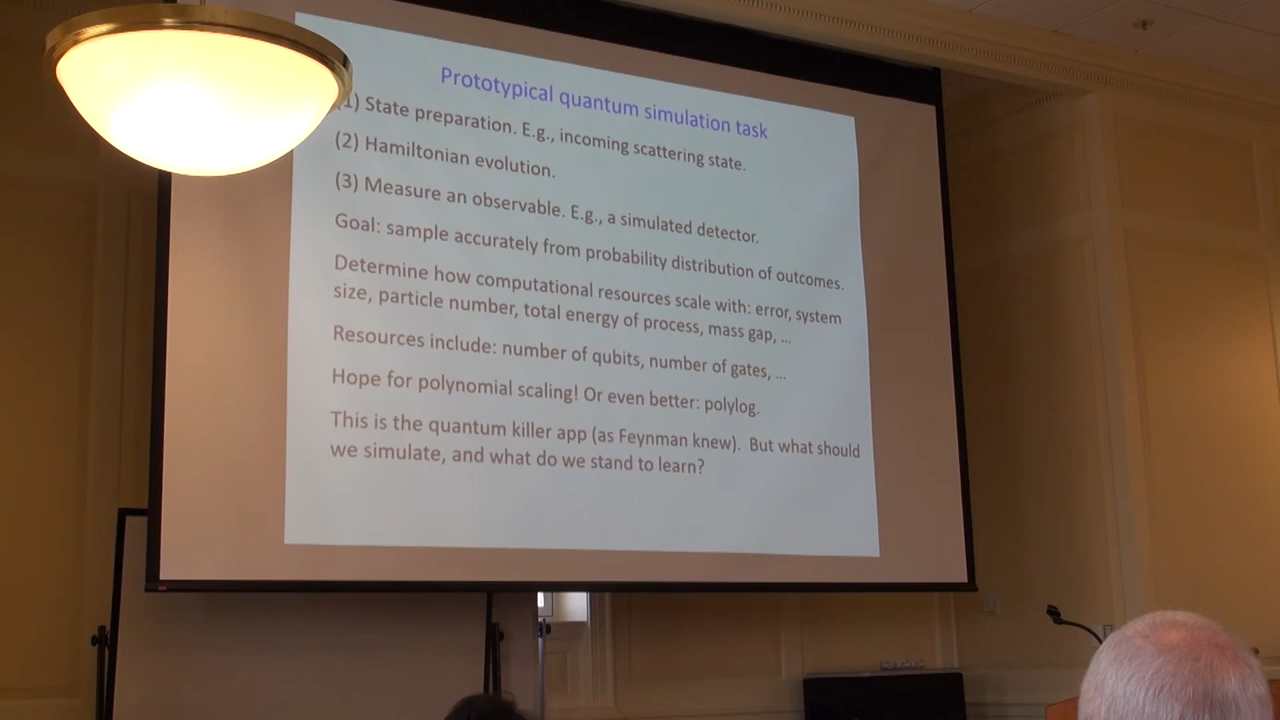 Prototypical quantum simulation task
(1) State preparation. E.g., incoming scattering state.
(2) Hamiltonian evolution.
(3) Measure an observable. E.g., a simulated detector.
Goal: sample accurately from probability distribution of outcomes.
Determine how computational resources scale with: error, system
size, particle number, total energy of process, mass gap, ...
Resources include: number of qubits, number of gates, ...
Hope for polynomial scaling! Or even better: polylog.
This is the quantum killer app (as Feynman knew). But what should
we simulate, and what do we stand to learn?